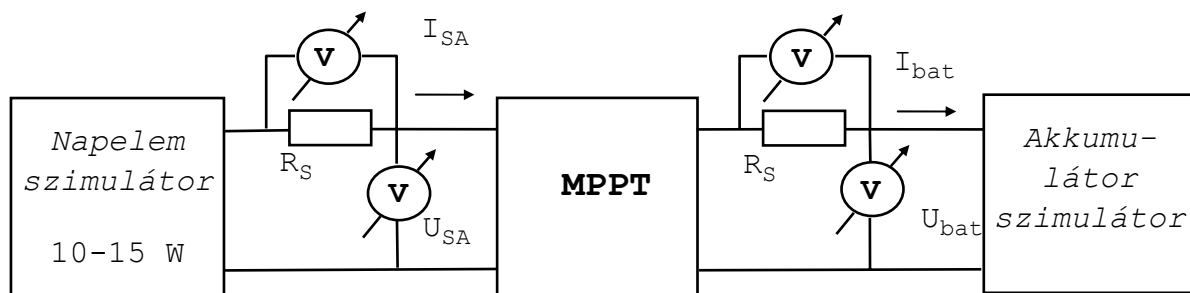 V
I_SA
V
I_bat
Napelem
szimulátor
10-15 W
R_S
V
U_SA
MPPT
R_S
V
U_bat
Akkumu-
látor
szimulátor